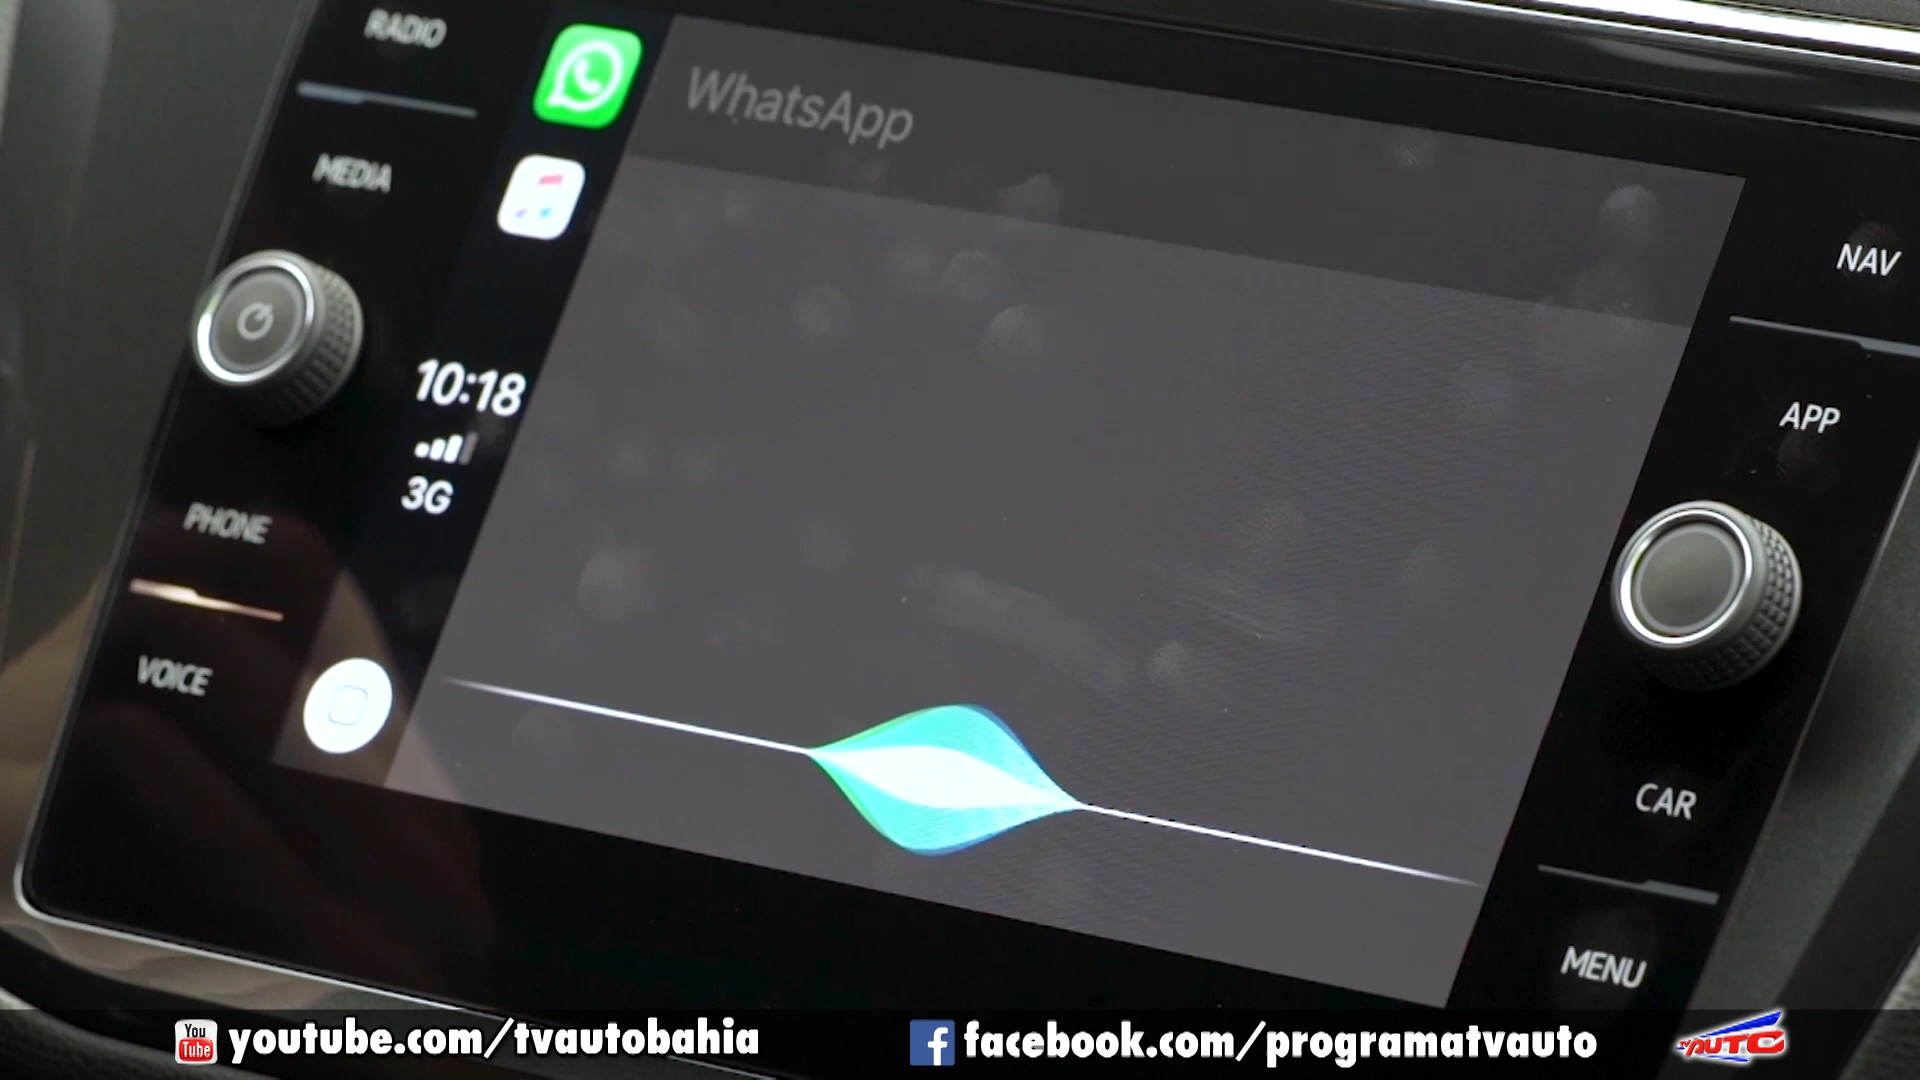 RADIO
MEDIA
WhatsApp
10:18
3G
PHONE
VOICE
NAV
APP
CAR
MENU
You
Tube
youtube.com/tvautobahia
facebook.com/programatvauto
TVAUTO